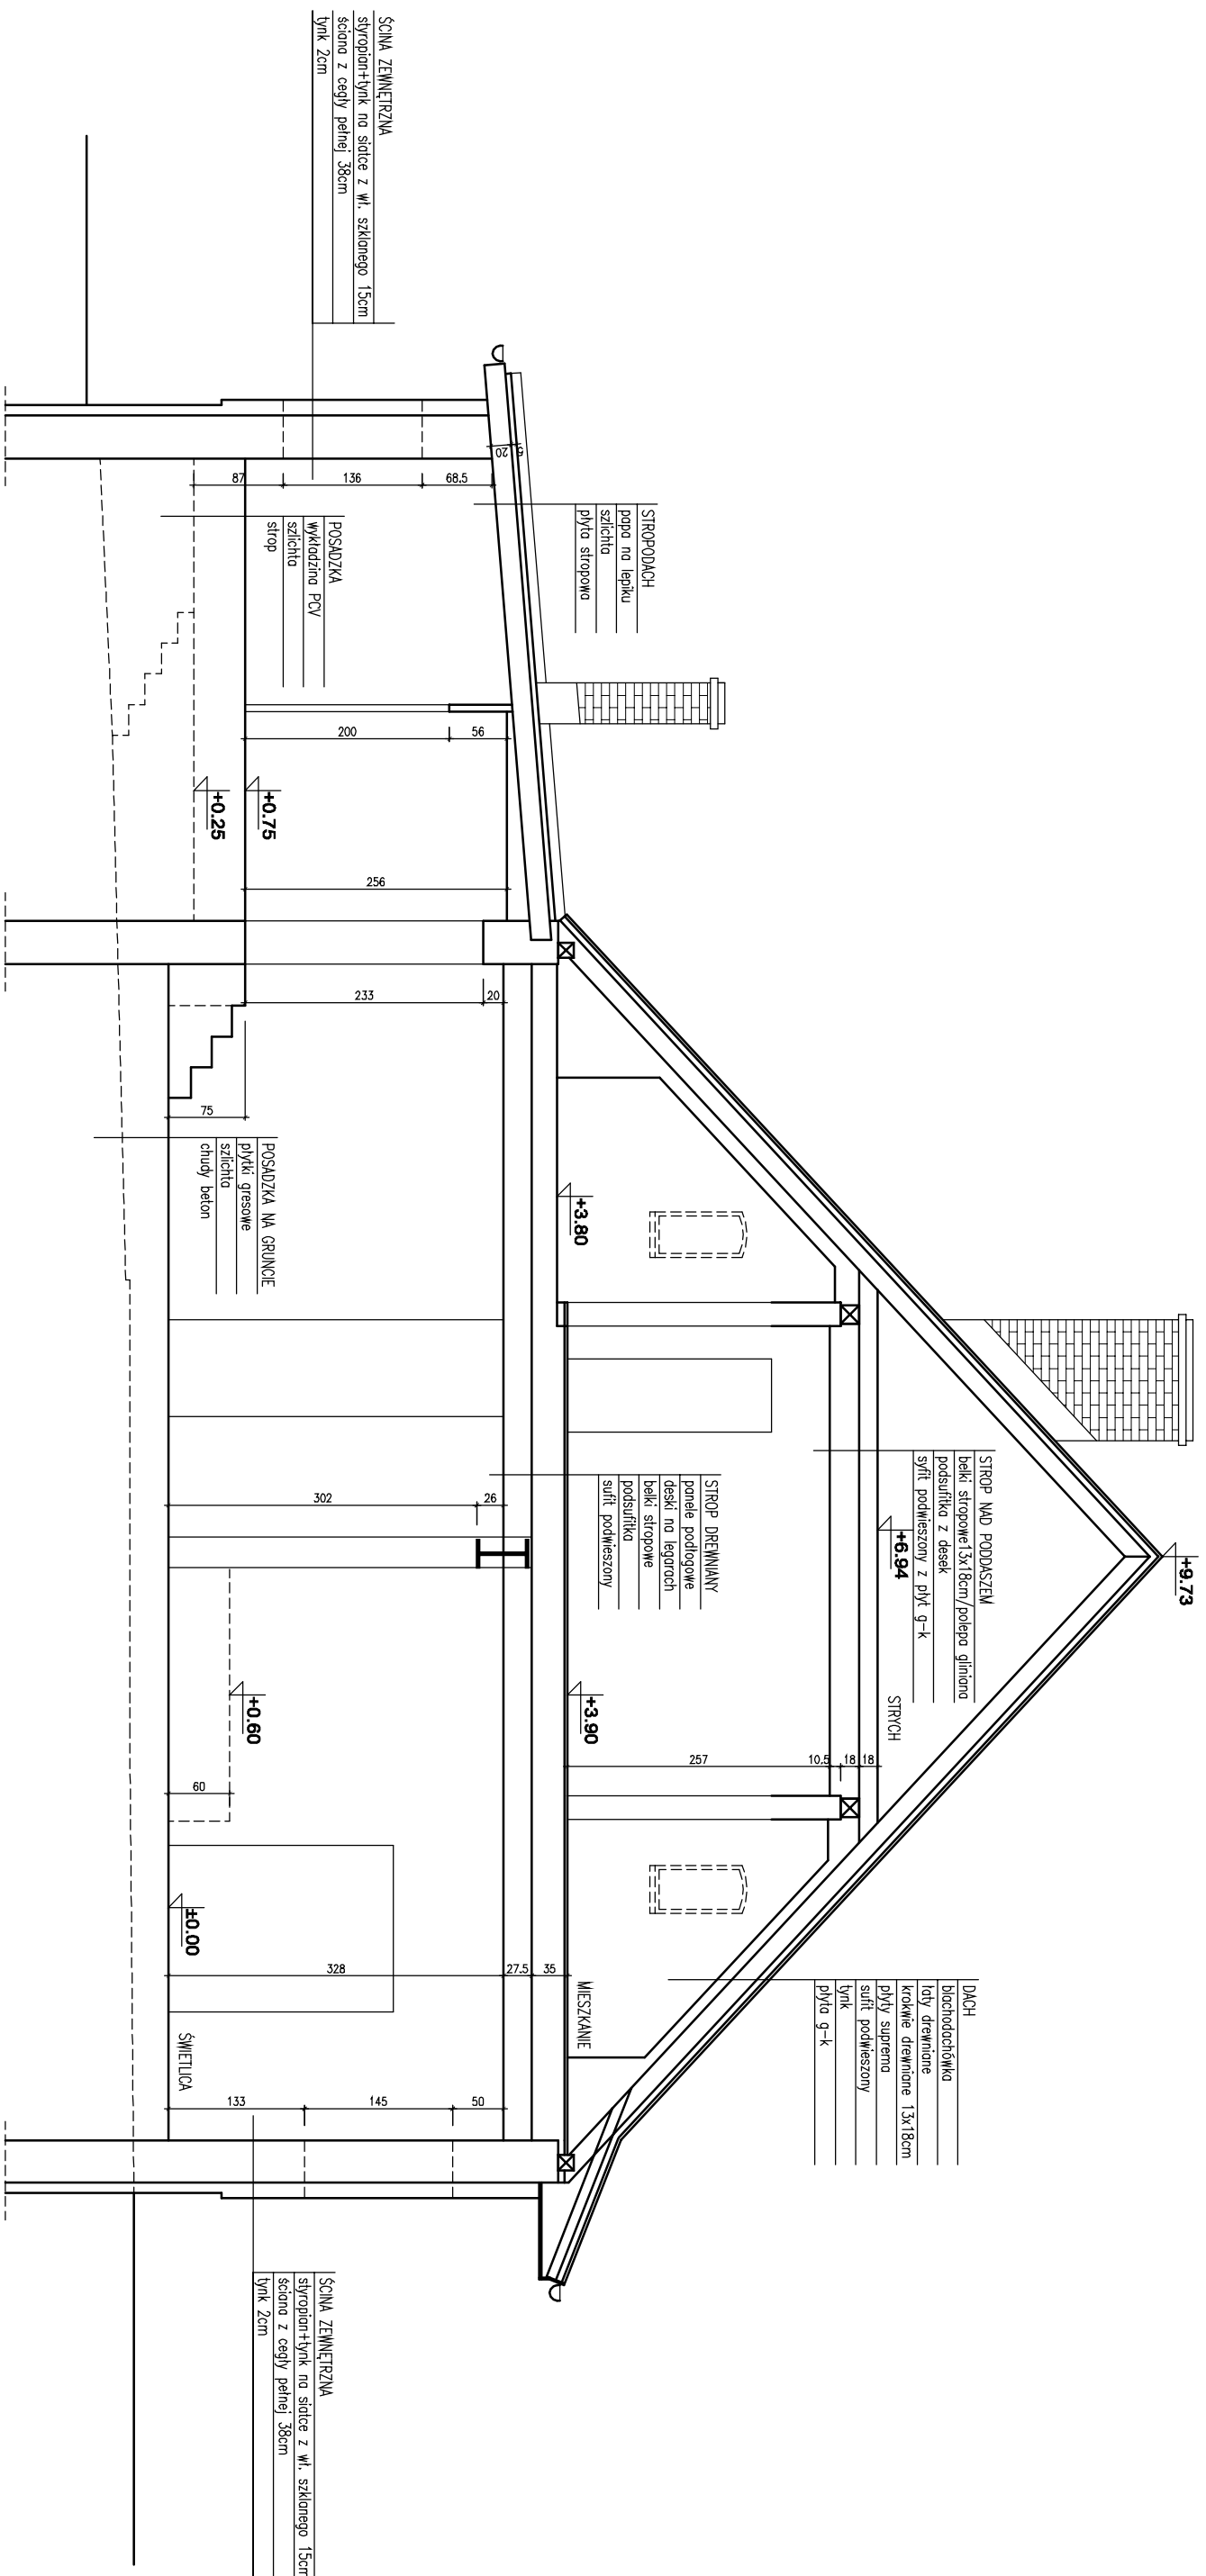 ŚCINA ZEWNĘTRZNA
styropian+tynk na siatce z wł. szklanego 15cm
ściana z cegły pełnej 38cm
tynk 2cm
STROPODACH
papa na lepiku
szlichta
płyta stropowa
POSADZKA
wykładzina PCV
szlichta
strop
5
20
68.5
136
87
56
200
+0.75
+0.25
256
20
233
75
POSADZKA NA GRUNCIE
płytki gresowe
szlichta
chudy beton
+3.80
+9.73
STROP NAD PODDASZEM
belki stropowe13x18cm/polepa gliniana
podsufitka z desek
syfit podwieszony z płyt g-k
+6.94
STROP DREWNIANY
panele podłogowe
deski na legarach
belki stropowe
podsufitka
sufit podwieszony
26
302
STRYCH
+3.90
+0.60
18
18
10.5
257
60
±0.00
35
27.5
328
MIESZKANIE
ŚWIETLICA
DACH
blachodachówka
łaty drewniane
krokwie drewniane 13x18cm
płyty suprema
sufit podwieszony
tynk
płyta g-k
50
145
133
ŚCINA ZEWNĘTRZNA
styropian+tynk na siatce z wł. szklanego 15cm
ściana z cegły pełnej 38cm
tynk 2cm